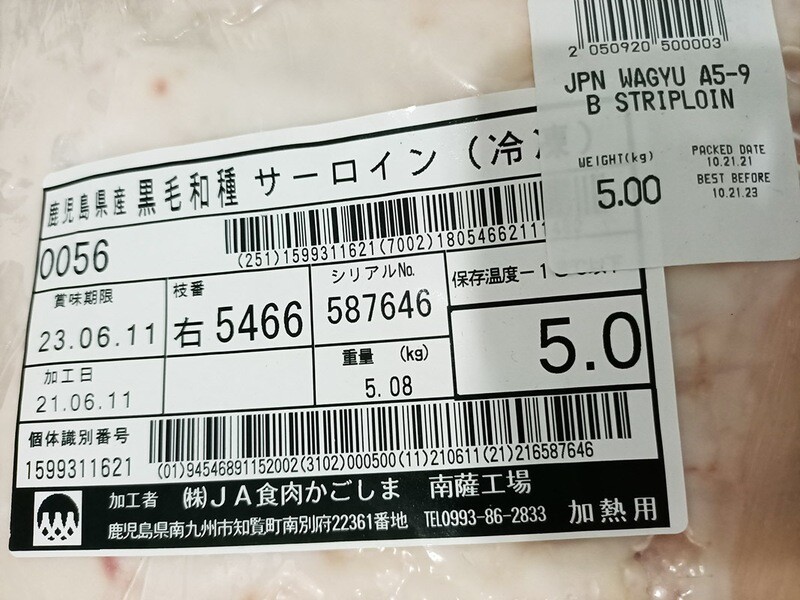 2 050920 500003
JPN WAGYU A5-9
B STRIPLOIN
WEIGHT(kg)
5.00
PACKED DATE
10.21.21
BEST BEFORE
10.21.23
鹿児島県産 黒毛和種 サーロイン (冷凍)
0056
(251)1599311621(7002)18054662111
賞味期限
23.06.11
枝番
右 5466
シリアルNo.
587646
保存温度-1
加工日
21.06.11
重量 (kg)
5.08
5.0
個体識別番号
1599311621
(01)94546891152002(3102)000500(11)210611(21)216587646
加工者 ㈱JA食肉かごしま 南薩工場
鹿児島県南九州市知覧町南別府22361番地 TEL0993-86-2833
加熱用